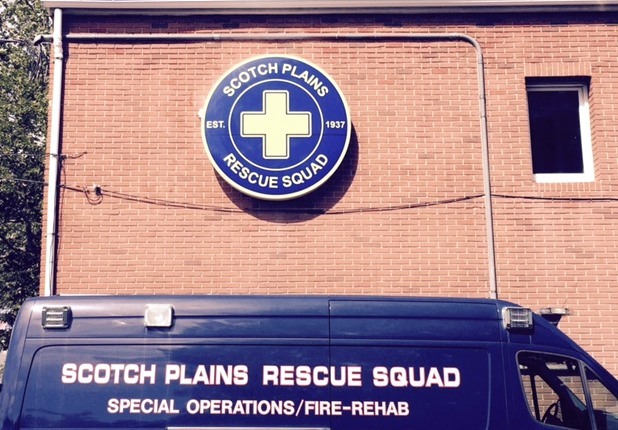 SCOTCH PLAINS
EST. 1937
RESCUE SQUAD
SCOTCH PLAINS RESCUE SQUAD
SPECIAL OPERATIONS/FIRE-REHAB